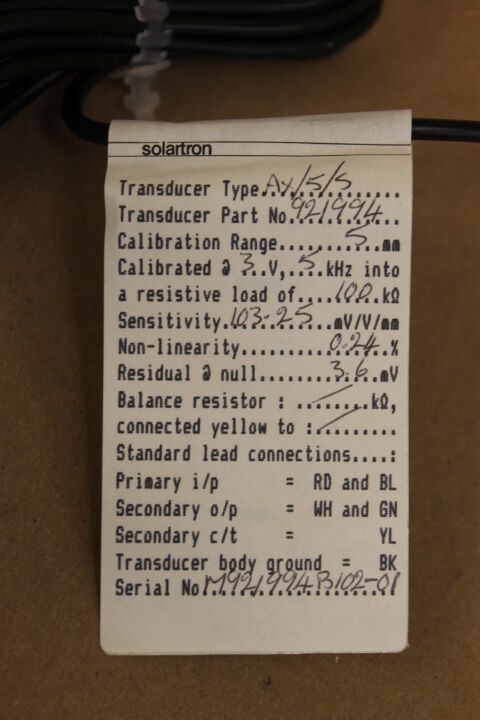 solartron
Transducer Type. AX/5/S
Transducer Part No. 921994
Calibration Range........5..mm
Calibrated @ 3..V,.5.kHz into
a resistive load of....100.kΩ
Sensitivity.103.25...mV/V/mm
Non-linearity..........0.24.%
Residual @ null........3.6.mV
Balance resistor : ........kΩ,
connected yellow to :.........
Standard lead connections....:
Primary i/p = RD and BL
Secondary o/p = WH and GN
Secondary c/t = YL
Transducer body ground = BK
Serial No M921994B102-01